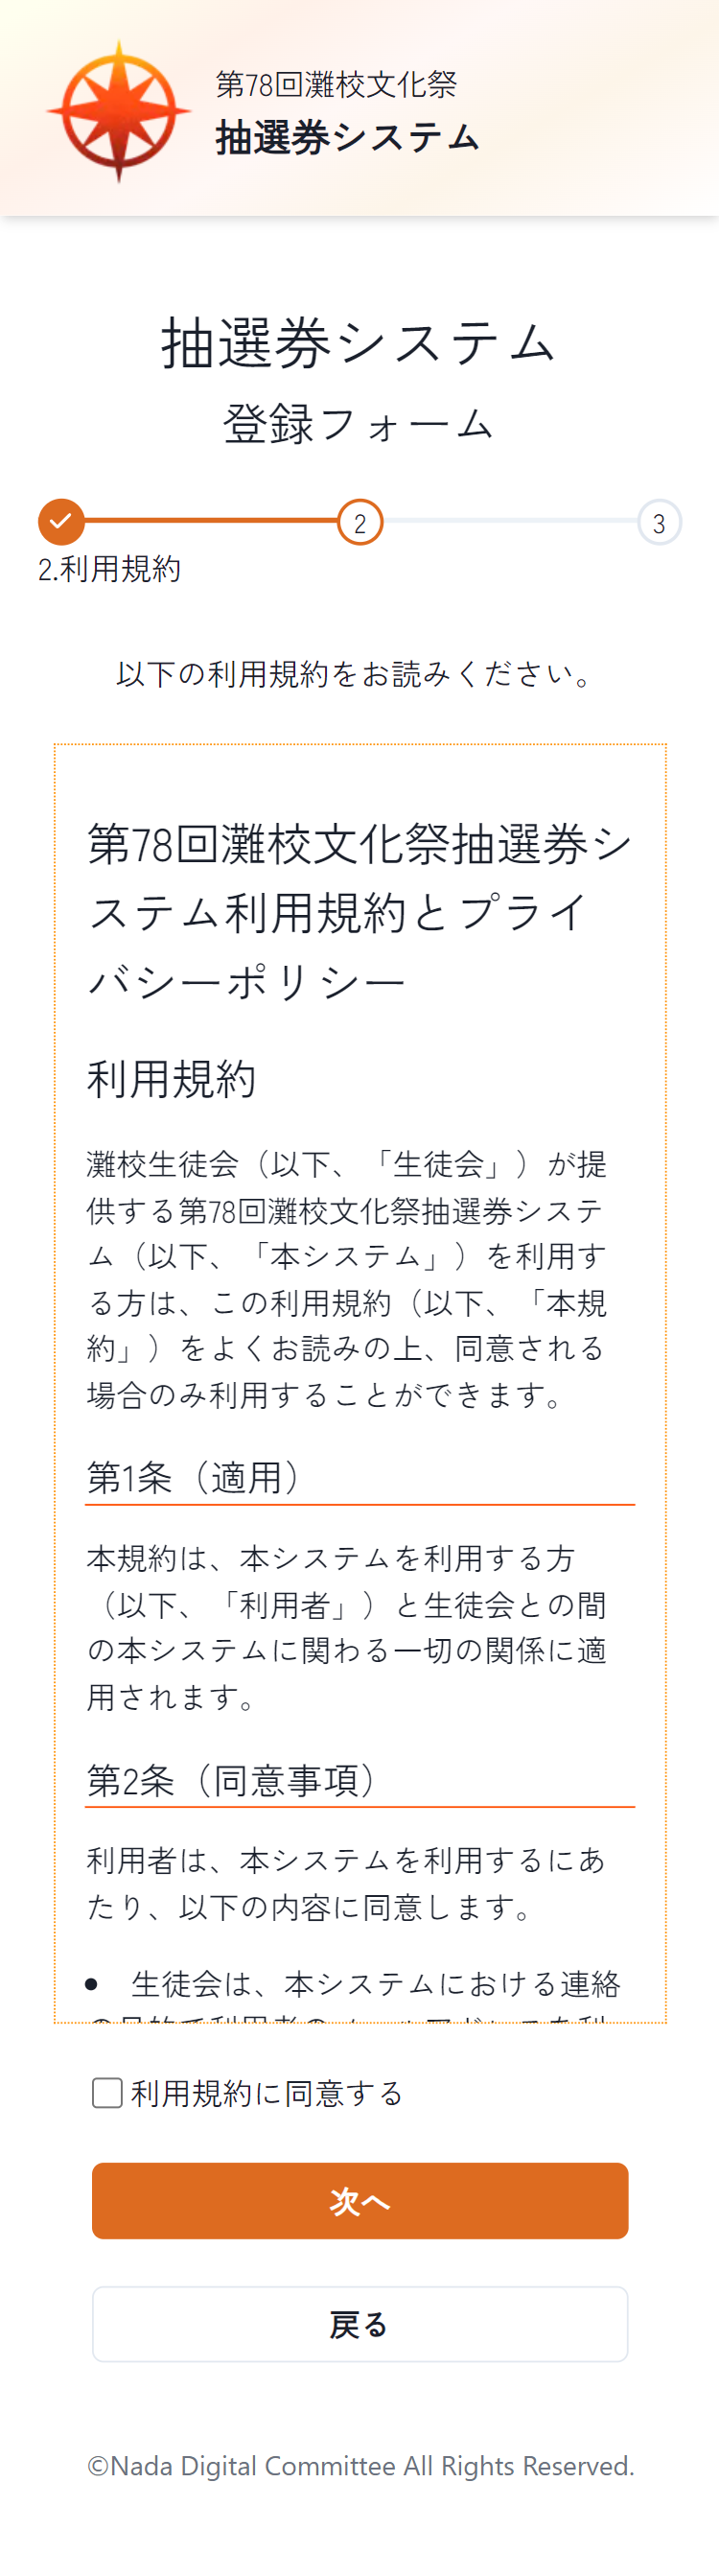 第78回灘校文化祭
抽選券システム
抽選券システム
登録フォーム
2
3
2.利用規約
以下の利用規約をお読みください。
第78回灘校文化祭抽選券シ
ステム利用規約とプライ
バシーポリシー
利用規約
灘校生徒会（以下、「生徒会」）が提
供する第78回灘校文化祭抽選券システ
ム（以下、「本システム」）を利用す
る方は、この利用規約（以下、「本規
約」）をよくお読みの上、同意される
場合のみ利用することができます。
第1条（適用）
本規約は、本システムを利用する方
（以下、「利用者」）と生徒会との間
の本システムに関わる一切の関係に適
用されます。
第2条（同意事項）
利用者は、本システムを利用するにあ
たり、以下の内容に同意します。
• 生徒会は、本システムにおける連絡
利用規約に同意する
次へ
戻る
©Nada Digital Committee All Rights Reserved.